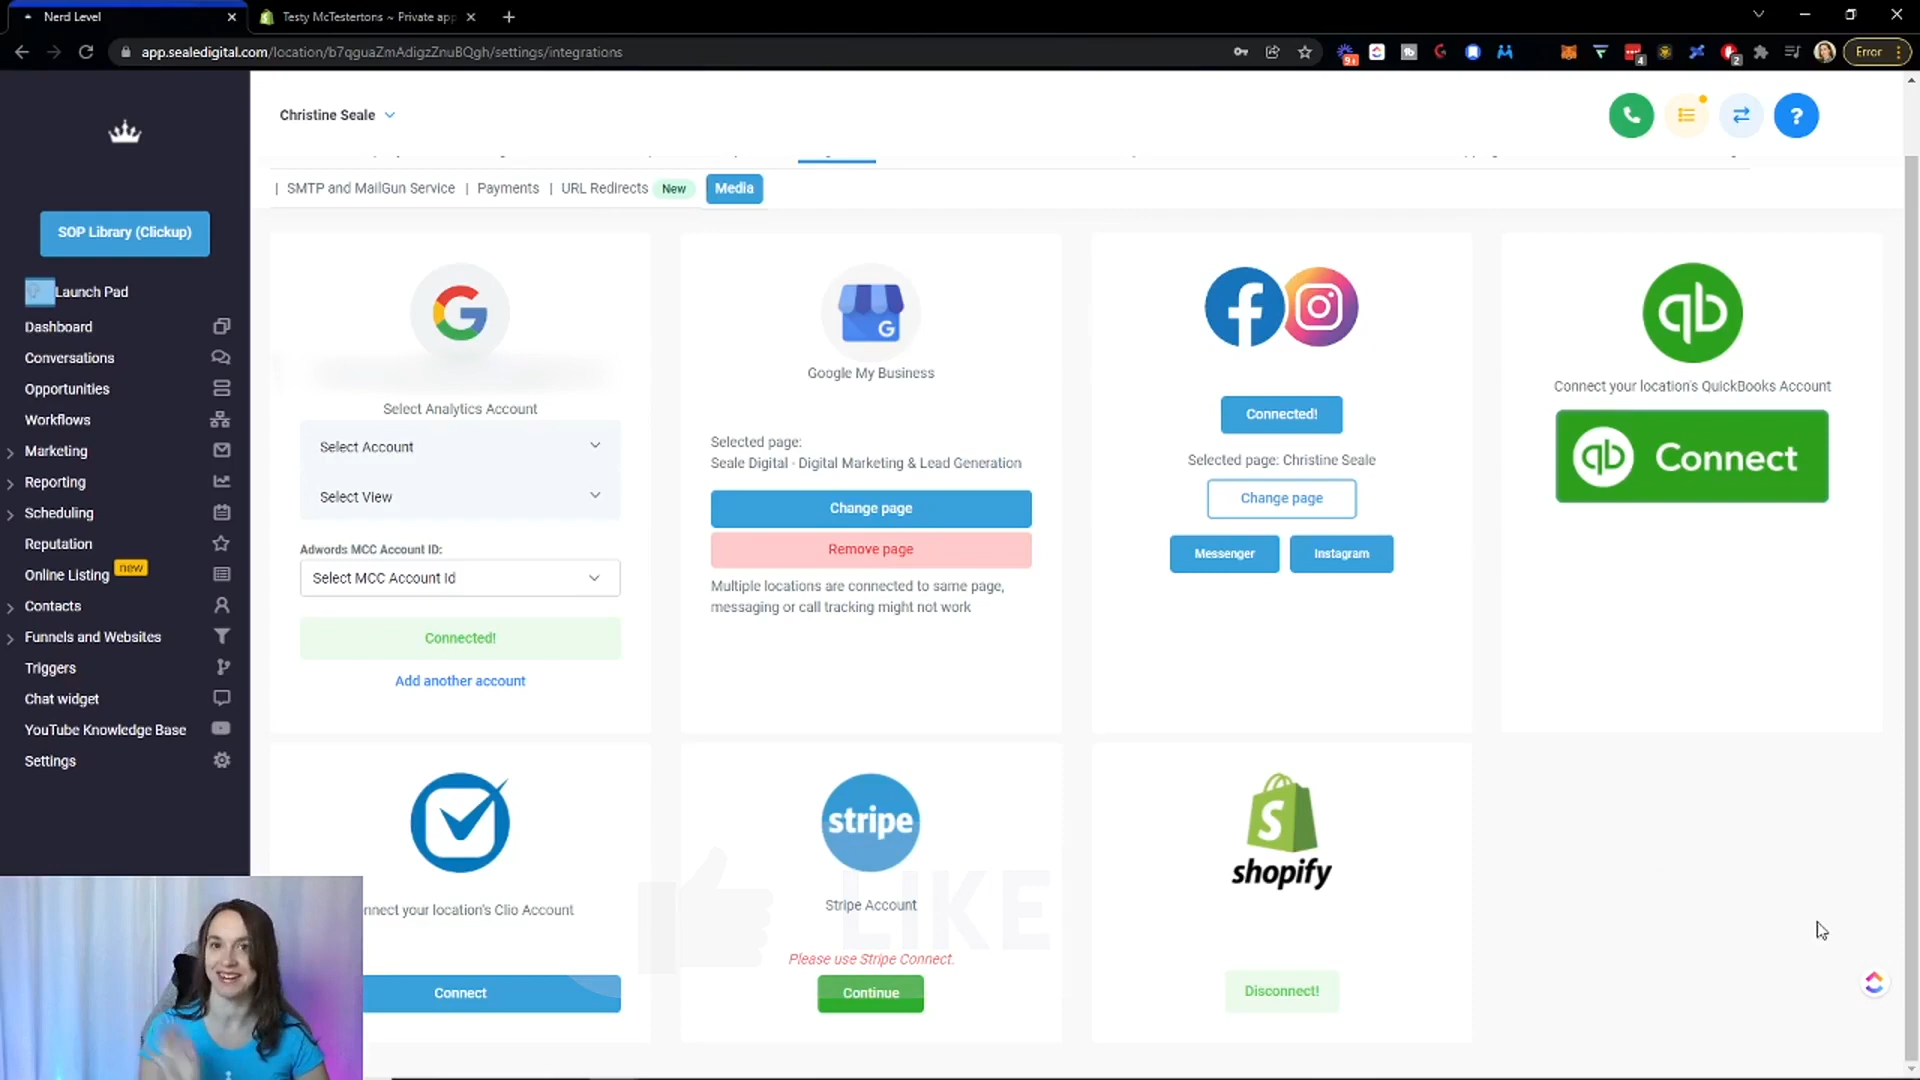 Nerd Level
Testy McTestertons ~ Private app
Error
app.sealedigital.com/location/b7qguaZmAdigzZnuBQgh/settings/integrations
9+
4
2
Christine Seale
?
| SMTP and MailGun Service | Payments | URL Redirects New Media
SOP Library (Clickup)
Launch Pad
Dashboard
Conversations
Opportunities
Workflows
Marketing
Reporting
Scheduling
Reputation
Online Listing new
Contacts
Funnels and Websites
Triggers
Chat widget
YouTube Knowledge Base
Settings
G
Select Analytics Account
Select Account
Select View
Adwords MCC Account ID:
Select MCC Account Id
Connected!
Add another account
G
Google My Business
Selected page:
Seale Digital - Digital Marketing & Lead Generation
Change page
Remove page
Multiple locations are connected to same page,
messaging or call tracking might not work
f
Connected!
Selected page: Christine Seale
Change page
Messenger
Instagram
qb
Connect your location's QuickBooks Account
qb Connect
nnect your location's Clio Account
Connect
stripe
Stripe Account
Please use Stripe Connect.
Continue
LIKE
S
shopify
Disconnect!